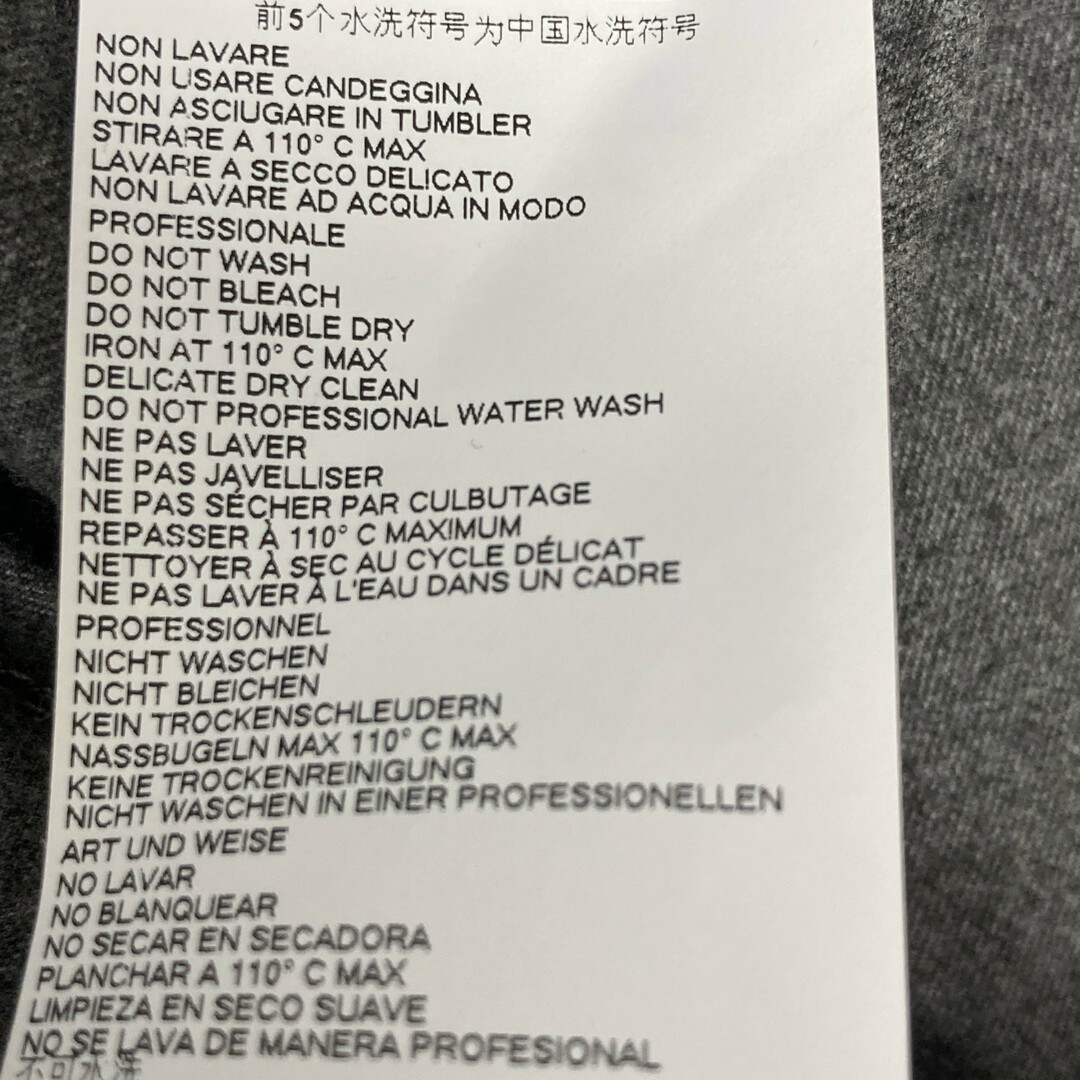 前5个水洗符号为中国水洗符号
NON LAVARE
NON USARE CANDEGGINA
NON ASCIUGARE IN TUMBLER
STIRARE A 110° C MAX
LAVARE A SECCO DELICATO
NON LAVARE AD ACQUA IN MODO
PROFESSIONALE
DO NOT WASH
DO NOT BLEACH
DO NOT TUMBLE DRY
IRON AT 110° C MAX
DELICATE DRY CLEAN
DO NOT PROFESSIONAL WATER WASH
NE PAS LAVER
NE PAS JAVELLISER
NE PAS SÉCHER PAR CULBUTAGE
REPASSER À 110° C MAXIMUM
NETTOYER À SEC AU CYCLE DÉLICAT
NE PAS LAVER À L'EAU DANS UN CADRE
PROFESSIONNEL
NICHT WASCHEN
NICHT BLEICHEN
KEIN TROCKENSCHLEUDERN
NASSBUGELN MAX 110° C MAX
KEINE TROCKENREINIGUNG
NICHT WASCHEN IN EINER PROFESSIONELLEN
ART UND WEISE
NO LAVAR
NO BLANQUEAR
NO SECAR EN SECADORA
PLANCHAR A 110° C MAX
LIMPIEZA EN SECO SUAVE
NO SE LAVA DE MANERA PROFESIONAL
不可水洗